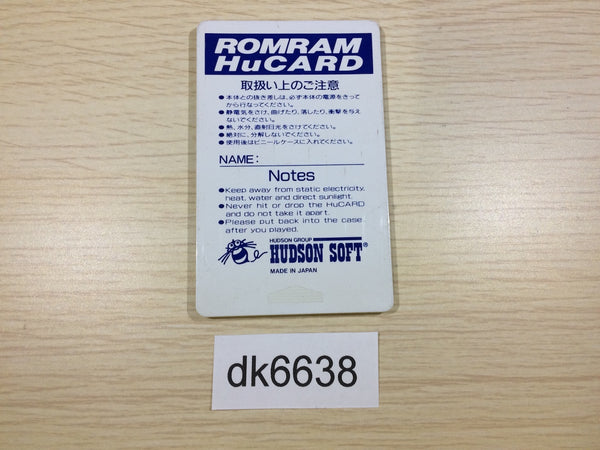 ROMRAM
HuCARD
取扱い上のご注意
●本体との抜き差しは、必ず本体の電源をきって
から行なってください。
●静電気をさけ、曲げたり、落したり、衝撃を与え
ないでください。
●熱、水分、直射日光をさけてください。
●絶対に、分解しないでください。
●使用後はビニールケースに入れてください。
NAME:
Notes
●Keep away from static electricity,
heat, water and direct sunlight.
●Never hit or drop the HuCARD
and do not take it apart.
●Please put back into the case
after you played.
HUDSON GROUP
HUDSON SOFT®
MADE IN JAPAN
dk6638